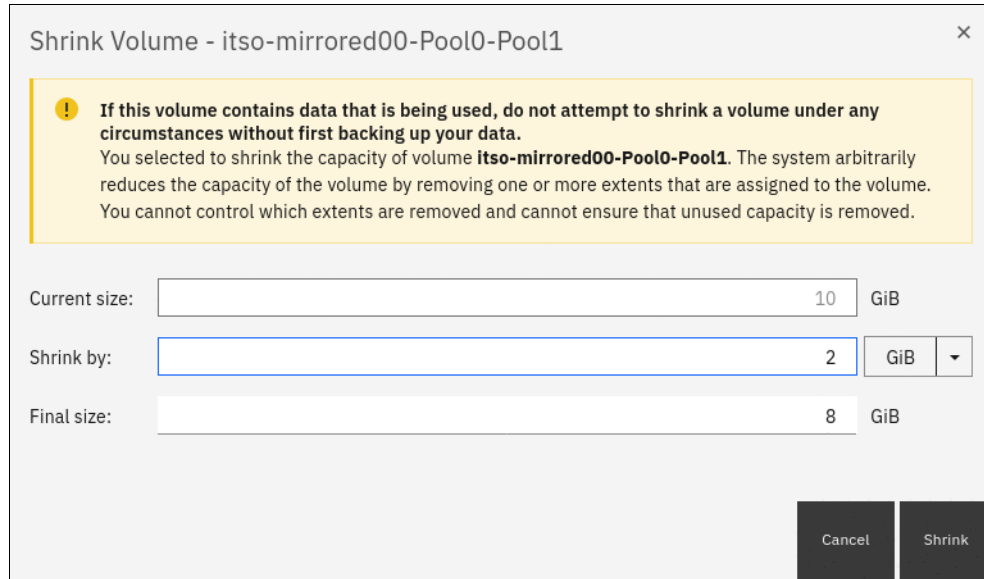 Shrink Volume - itso-mirrored00-Pool0-Pool1
If this volume contains data that is being used, do not attempt to shrink a volume under any
circumstances without first backing up your data.
You selected to shrink the capacity of volume itso-mirrored00-Pool0-Pool1. The system arbitrarily
reduces the capacity of the volume by removing one or more extents that are assigned to the volume.
You cannot control which extents are removed and cannot ensure that unused capacity is removed.
Current size: 10 GiB
Shrink by: 2 GiB
Final size: 8 GiB
Cancel Shrink